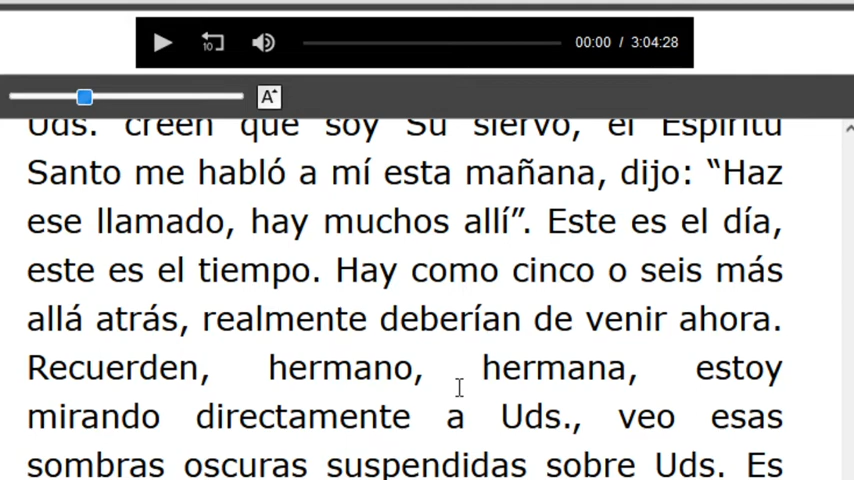 10
00:00 / 3:04:28
A
Uds. creen que soy Su siervo, el Espíritu
Santo me habló a mí esta mañana, dijo: “Haz
ese llamado, hay muchos allí”. Este es el día,
este es el tiempo. Hay como cinco o seis más
allá atrás, realmente deberían de venir ahora.
Recuerden, hermano, hermana, estoy
mirando directamente a Uds., veo esas
sombras oscuras suspendidas sobre Uds. Es